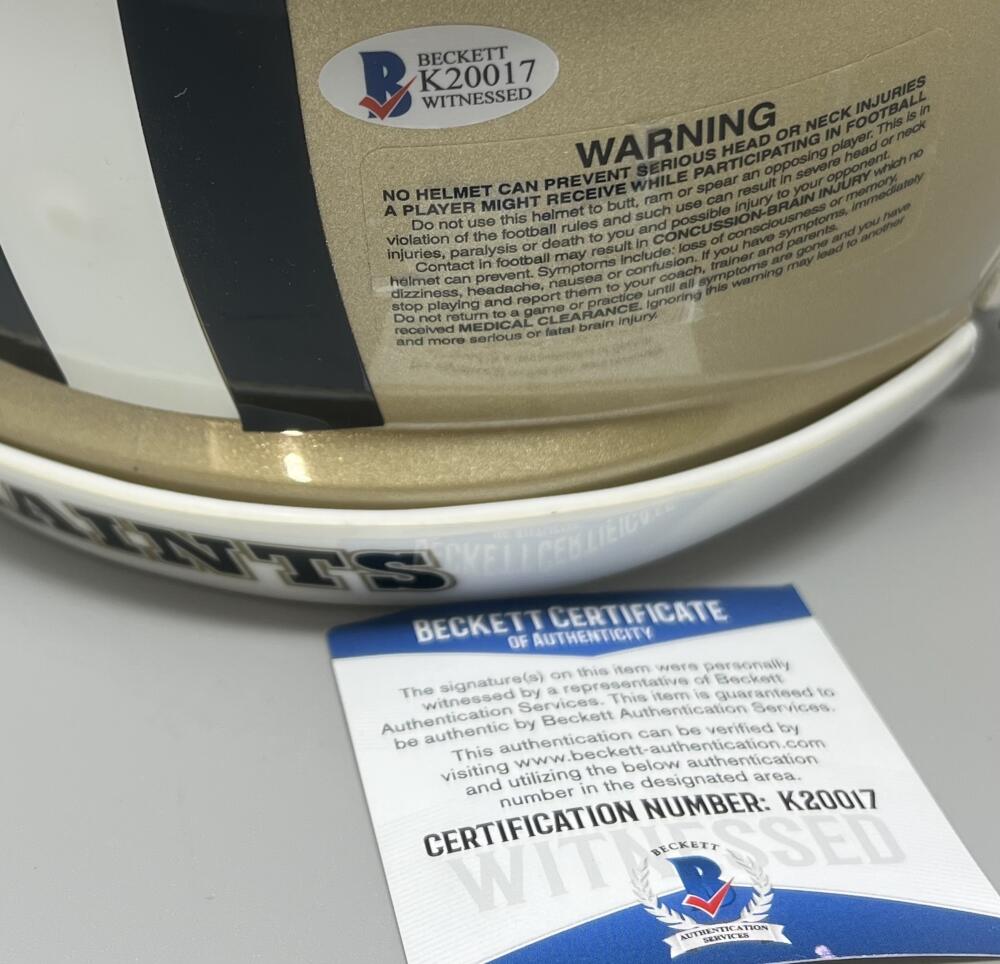 BECKETT
K20017
WITNESSED
WARNING
NO HELMET CAN PREVENT SERIOUS HEAD OR NECK INJURIES
A PLAYER MIGHT RECEIVE WHILE PARTICIPATING IN FOOTBALL
Do not use this helmet to butt, ram or spear an opposing player. This is in
violation of the football rules and such use can result in severe head or neck
injuries, paralysis or death to you and possible injury to your opponent.
Contact in football may result in CONCUSSION-BRAIN INJURY which no
helmet can prevent. Symptoms include: loss of consciousness or memory,
dizziness, headache, nausea or confusion. If you have symptoms, immediately
stop playing and report them to your coach, trainer and parents.
Do not return to a game or practice until all symptoms are gone and you have
received MEDICAL CLEARANCE. Ignoring this warning may lead to another
and more serious or fatal brain injury.
AINTS
BECKETT CERTIFICATE
OF AUTHENTICITY
The signature(s) on this item were personally
witnessed by a representative of Beckett
Authentication Services. This item is guaranteed to
be authentic by Beckett Authentication Services.
This authentication can be verified by
visiting www.beckett-authentication.com
and utilizing the below authentication
number in the designated area.
CERTIFICATION NUMBER: K20017
WITNESSED
BECKETT
B
AUTHENTICATION
SERVICES